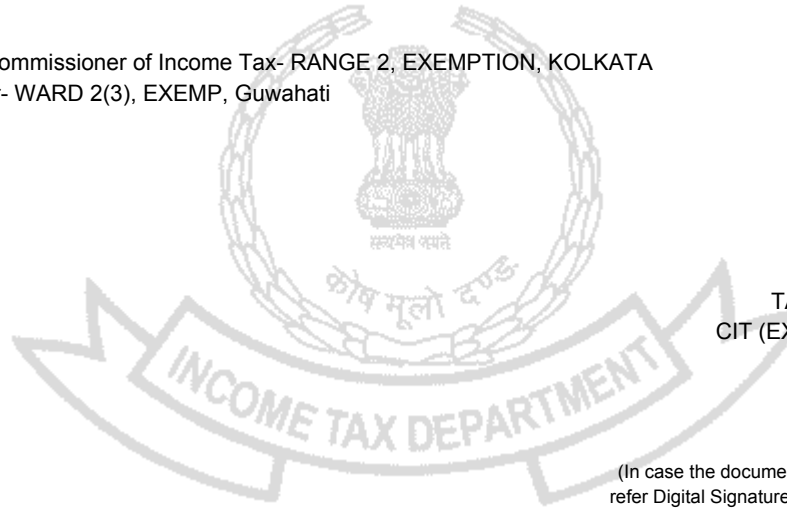 ommissioner of Income Tax- RANGE 2, EXEMPTION, KOLKATA
- WARD 2(3), EXEMP, Guwahati
सत्यमेव जयते
कोष मूलो दण्डः
TA
CIT (EX
INCOME TAX DEPARTMENT
(In case the docume
refer Digital Signature